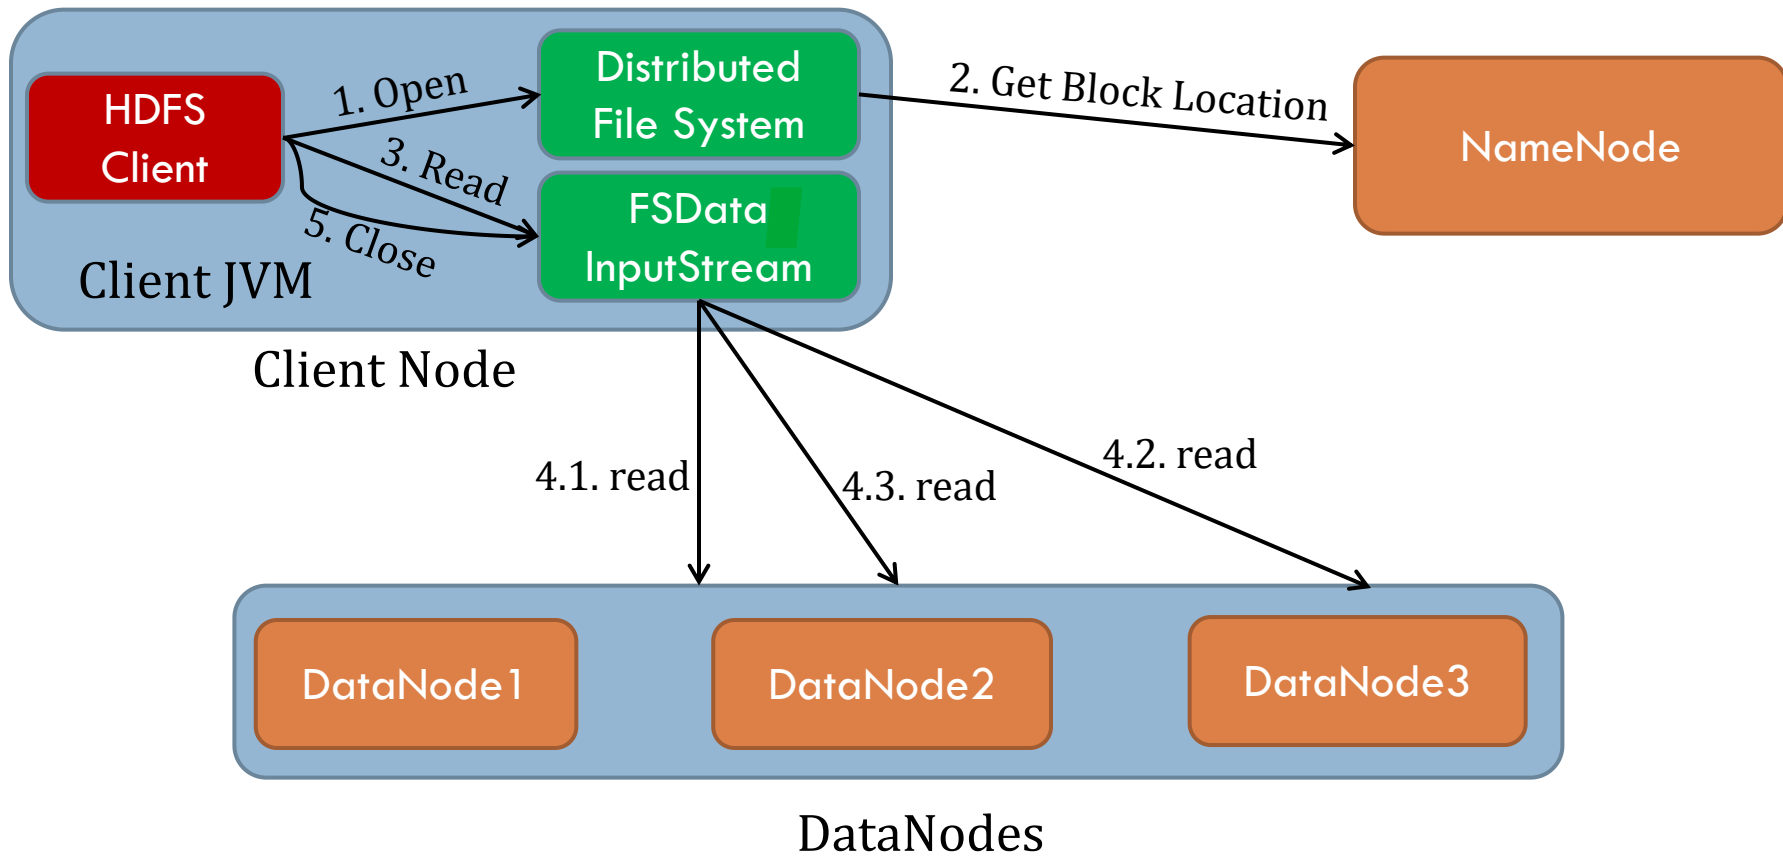 HDFS
Client
1. Open
Distributed
File System
2. Get Block Location
NameNode
3. Read
FSData
InputStream
5. Close
Client JVM
Client Node
4.1. read
4.3. read
4.2. read
DataNode1
DataNode2
DataNode3
DataNodes